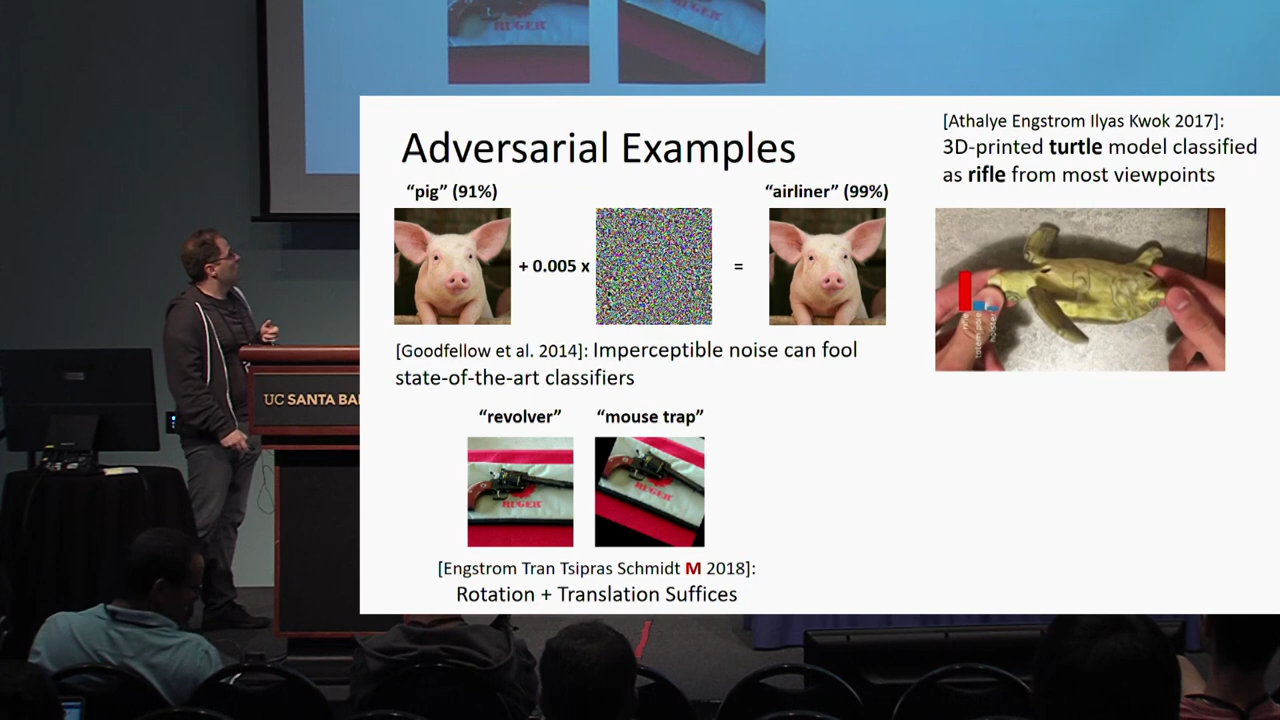 RUGER
Adversarial Examples
“pig” (91%)
“airliner” (99%)
+ 0.005 x
=
[Goodfellow et al. 2014]: Imperceptible noise can fool
state-of-the-art classifiers
“revolver”
“mouse trap”
RUGER
RUGER
[Engstrom Tran Tsipras Schmidt M 2018]:
Rotation + Translation Suffices
[Athalye Engstrom Ilyas Kwok 2017]:
3D-printed turtle model classified
as rifle from most viewpoints
rifle
UC SANTA BA